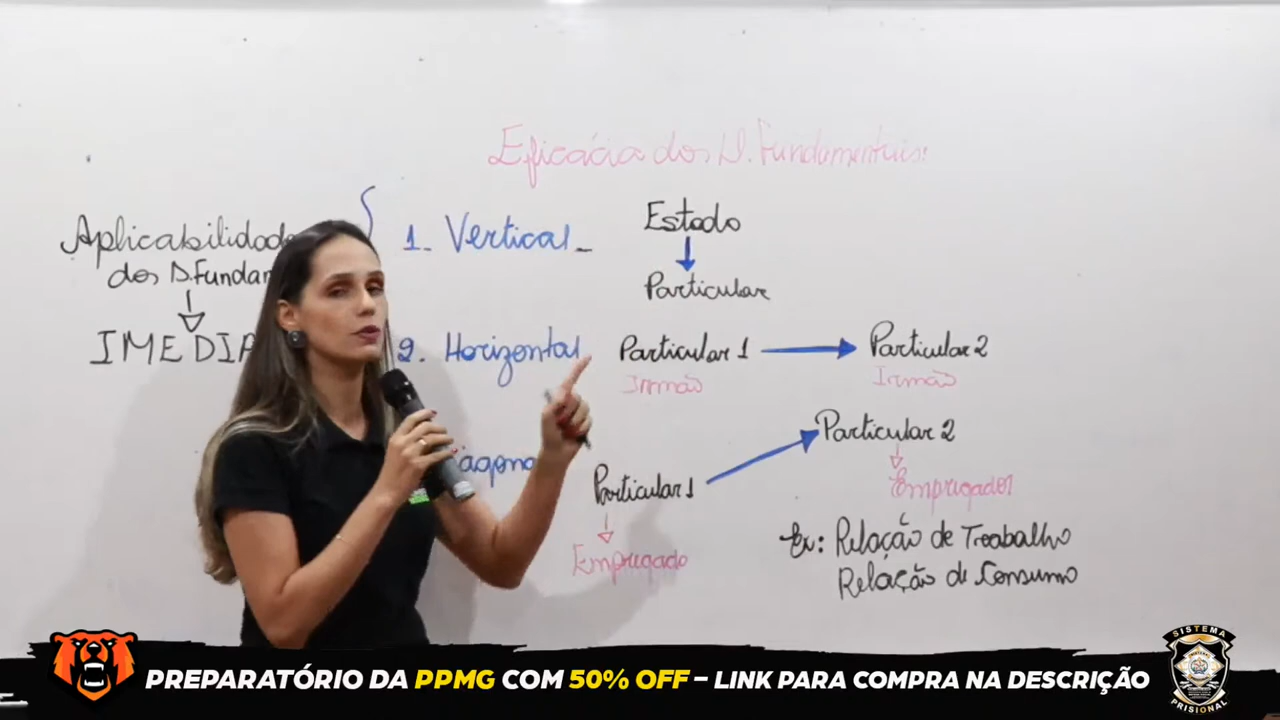 Eficácia dos D. Fundamentais:
Aplicabilidade
dos D. Fundam
IMEDIA
1. Vertical
Estado
Particular
2. Horizontal
Particular 1
Particular 2
Irmão
Irmão
iagona
Particular 1
Particular 2
Empregado
Empregador
Ex: Relação de Trabalho
Relação de Consumo
PREPARATÓRIO DA PPMG COM 50% OFF – LINK PARA COMPRA NA DESCRIÇÃO
SISTEMA
PRISIONAL